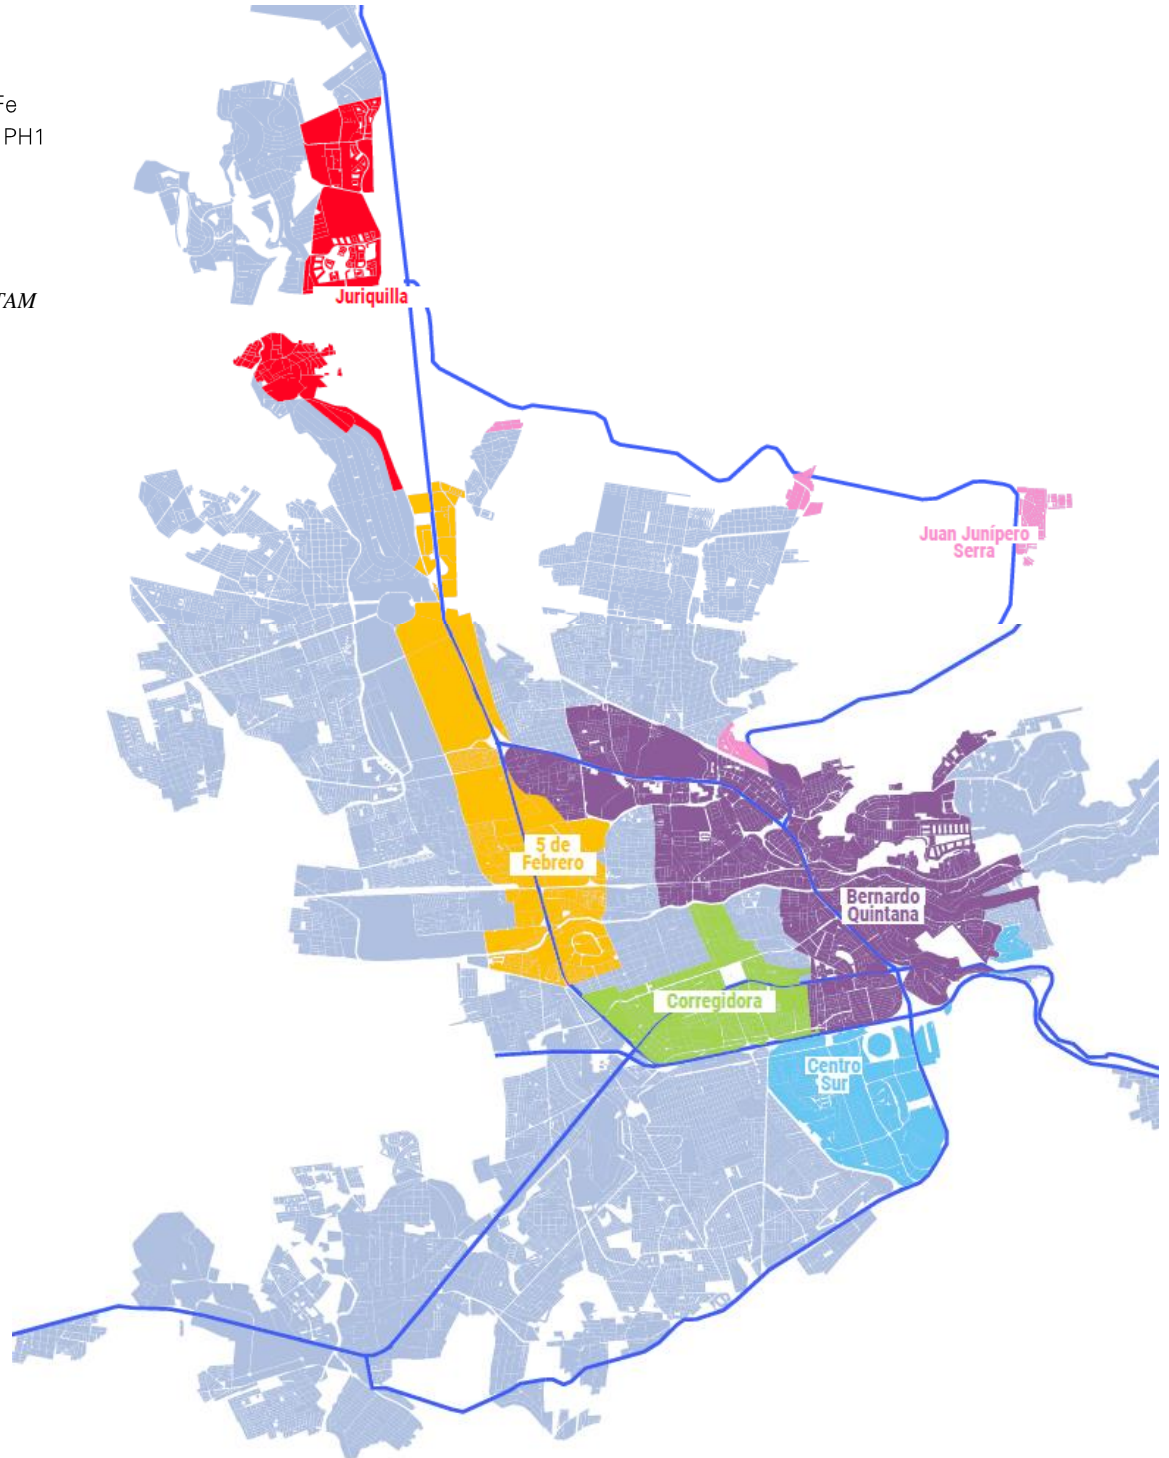 Fe
PH1
TAM
Juriquilla
Juan Junípero
Serra
5 de
Febrero
Bernardo
Quintana
Corregidora
Centro
Sur